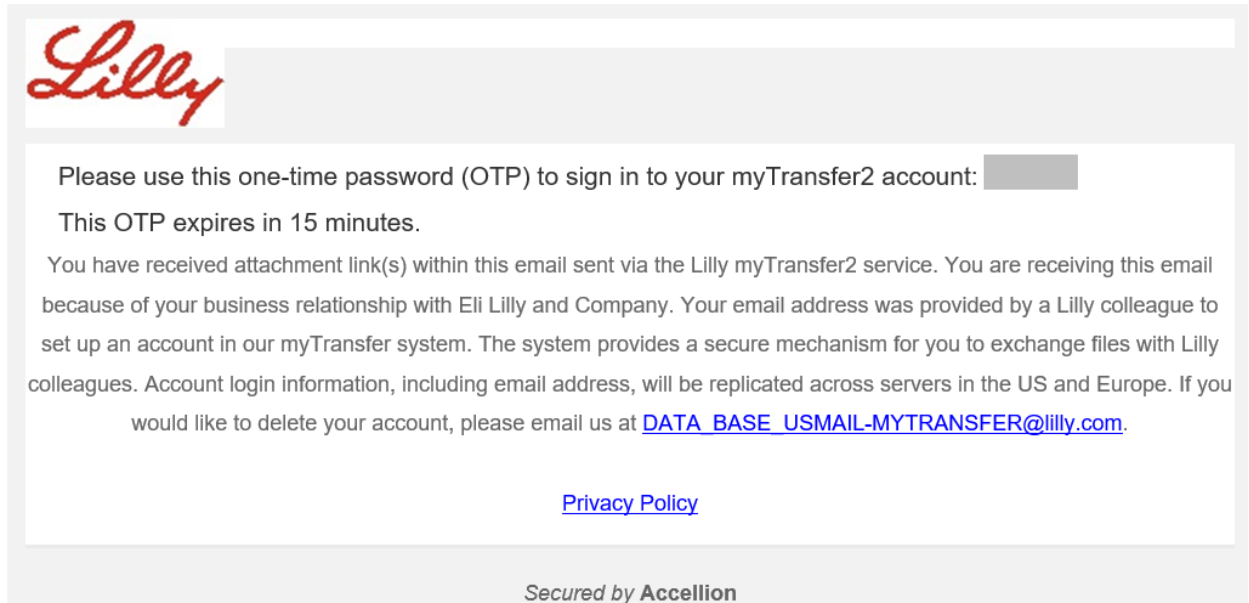 Lilly
Please use this one-time password (OTP) to sign in to your myTransfer2 account:
This OTP expires in 15 minutes.
You have received attachment link(s) within this email sent via the Lilly myTransfer2 service. You are receiving this email
because of your business relationship with Eli Lilly and Company. Your email address was provided by a Lilly colleague to
set up an account in our myTransfer system. The system provides a secure mechanism for you to exchange files with Lilly
colleagues. Account login information, including email address, will be replicated across servers in the US and Europe. If you
would like to delete your account, please email us at DATA_BASE_USMAIL-MYTRANSFER@lilly.com.
Privacy Policy
Secured by Accellion